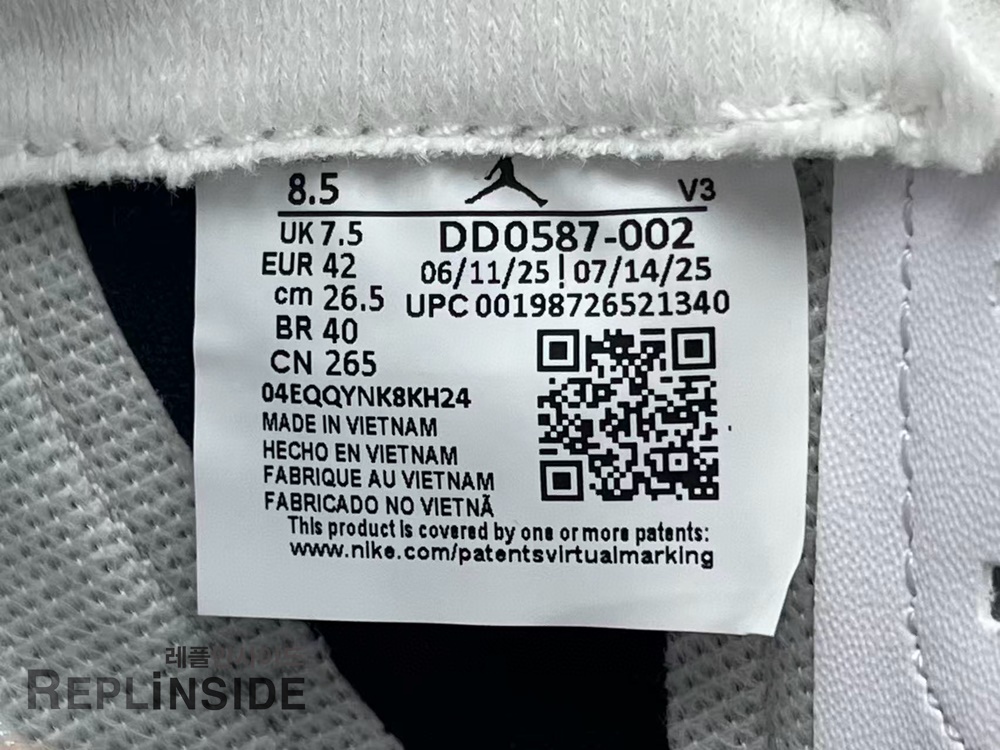 8.5
V3
UK 7.5
EUR 42
cm 26.5
BR 40
CN 265
DD0587-002
06/11/25 | 07/14/25
UPC 00198726521340
04EQQYNK8KH24
MADE IN VIETNAM
HECHO EN VIETNAM
FABRIQUE AU VIETNAM
FABRICADO NO VIETNÃ
This product is covered by one or more patents:
www.nike.com/patentsvirtualmarking
레플
REPLINSIDE